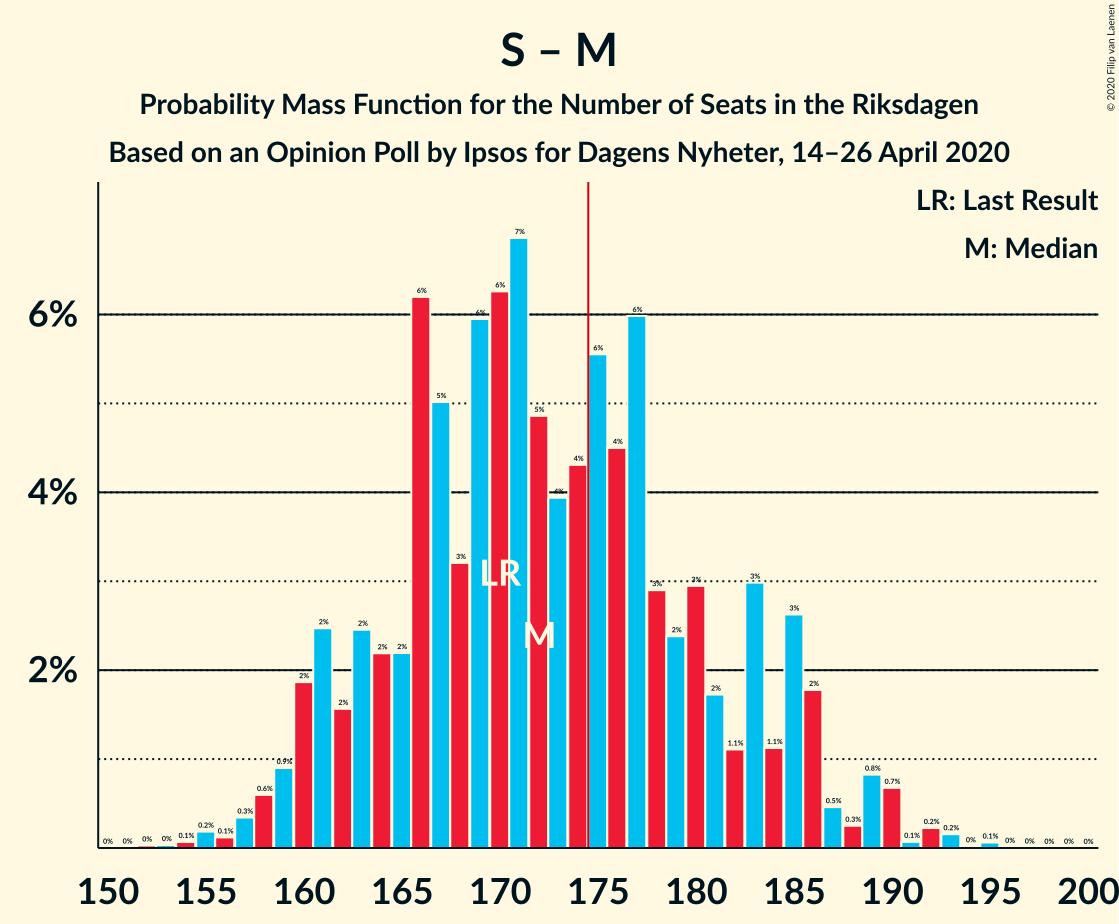 S – M
Probability Mass Function for the Number of Seats in the Riksdagen
Based on an Opinion Poll by Ipsos for Dagens Nyheter, 14–26 April 2020
© 2020 Filip van Laenen
LR: Last Result
M: Median
6%
4%
2%
0% 0% 0% 0% 0.1% 0.2% 0.1% 0.3% 0.6% 0.9% 2% 2% 2% 2% 2% 2% 6% 5% 3% 6% 6% 7% 5% 4% 4% 6% 4% 6% 3% 2% 3% 2% 1.1% 3% 1.1% 3% 2% 0.5% 0.3% 0.8% 0.7% 0.1% 0.2% 0.2% 0% 0.1% 0% 0% 0% 0% 0%
LR
M
150 155 160 165 170 175 180 185 190 195 200